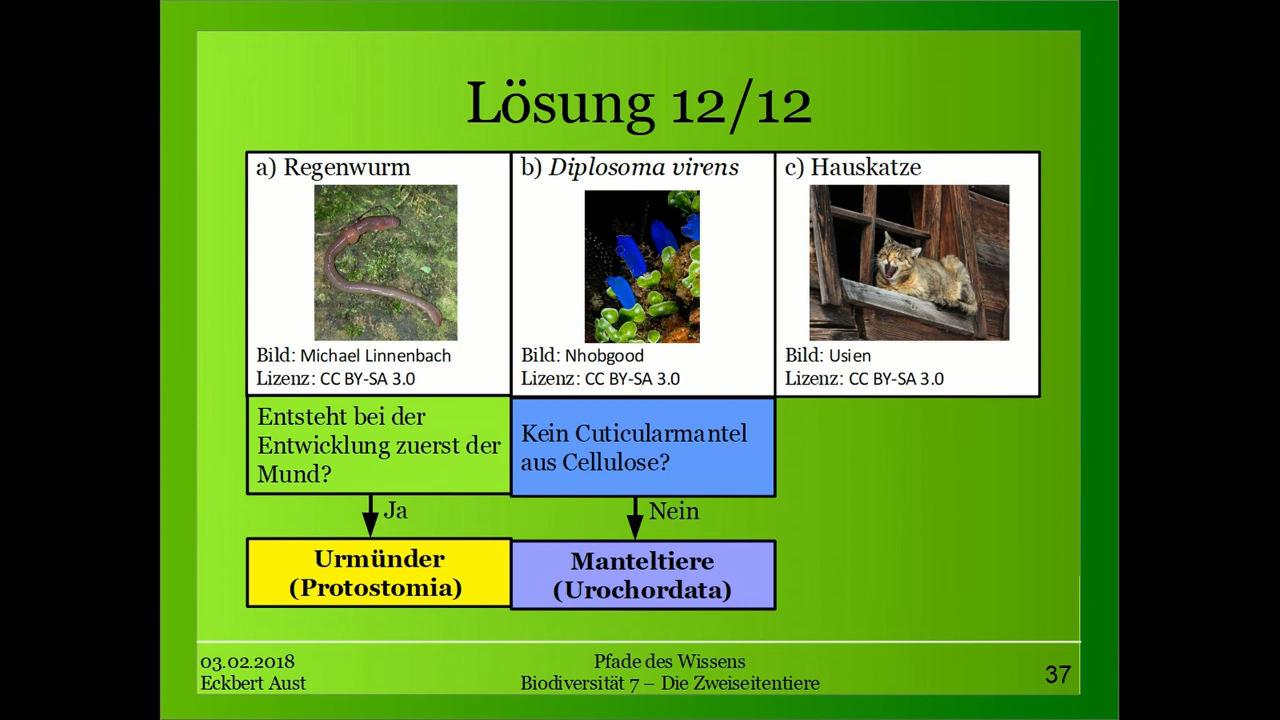 Lösung 12/12
a) Regenwurm
Bild: Michael Linnenbach
Lizenz: CC BY-SA 3.0
b) Diplosoma virens
Bild: Nhobgood
Lizenz: CC BY-SA 3.0
c) Hauskatze
Bild: Usien
Lizenz: CC BY-SA 3.0
Entsteht bei der
Entwicklung zuerst der
Mund?
Ja
Urmünder
(Protostomia)
Kein Cuticularmantel
aus Cellulose?
Nein
Manteltiere
(Urochordata)
03.02.2018
Eckbert Aust
Pfade des Wissens
Biodiversität 7 – Die Zweiseitentiere
37